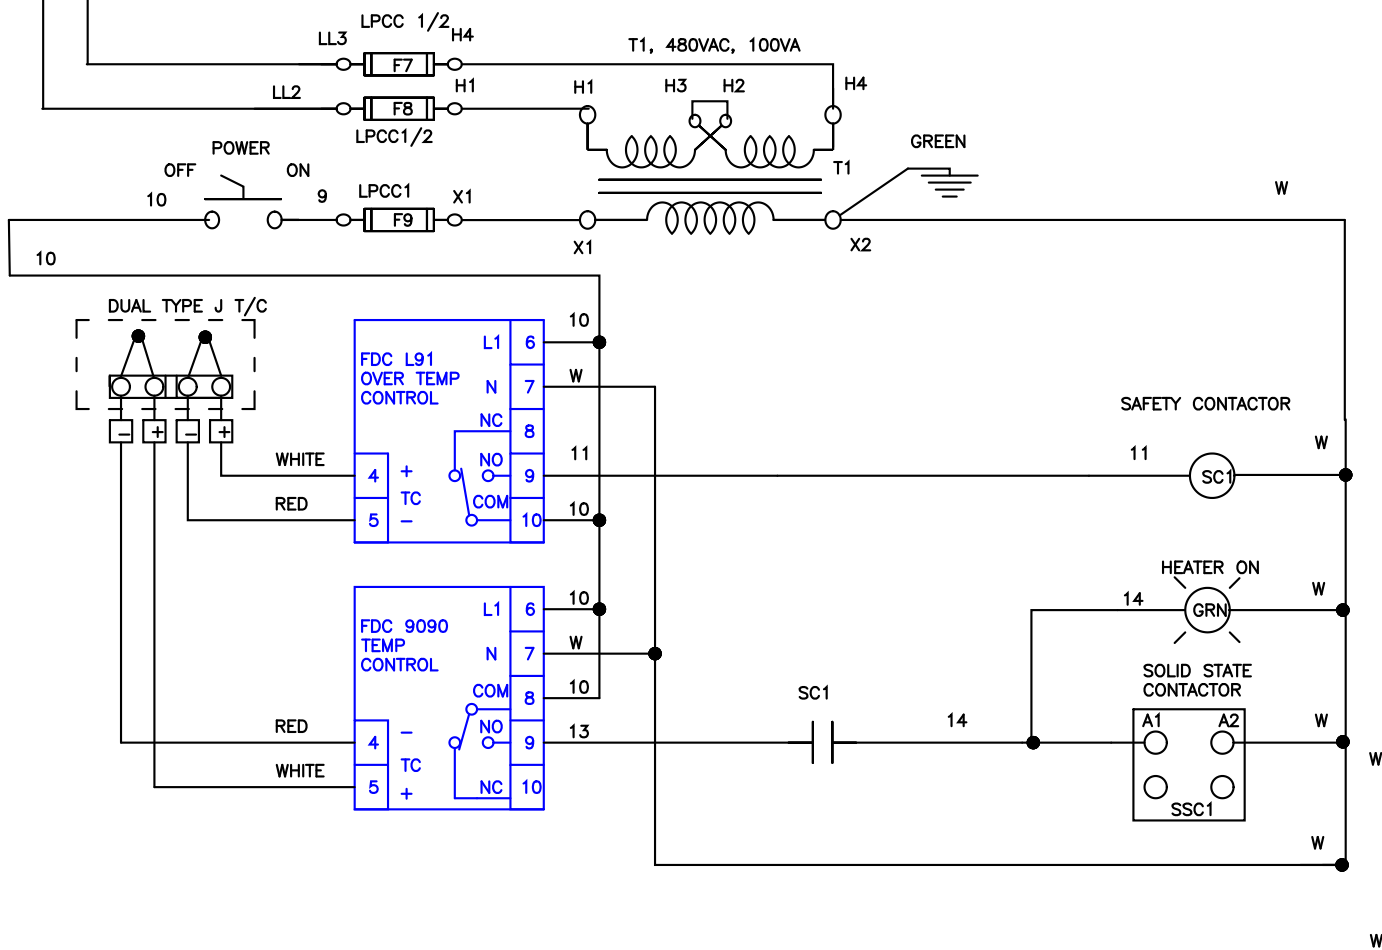 LPCC 1/2
LL3
H4
T1, 480VAC, 100VA
F7
H1
H3
H2
H4
LL2
H1
F8
LPCC1/2
POWER
GREEN
OFF
ON
T1
10
9
LPCC1
X1
W
F9
X1
X2
10
DUAL TYPE J T/C
10
L1
6
FDC L91
OVER TEMP
CONTROL
W
N
7
SAFETY CONTACTOR
NC
8
− + − +
W
WHITE
4
+
NO
9
11
11
SC1
TC
RED
5
−
COM
10
10
HEATER ON
L1
6
10
14
GRN
W
FDC 9090
TEMP
CONTROL
N
7
W
SOLID STATE
CONTACTOR
COM
8
10
SC1
RED
4
−
NO
9
13
14
A1
A2
W
TC
W
WHITE
5
+
NC
10
SSC1
W
W